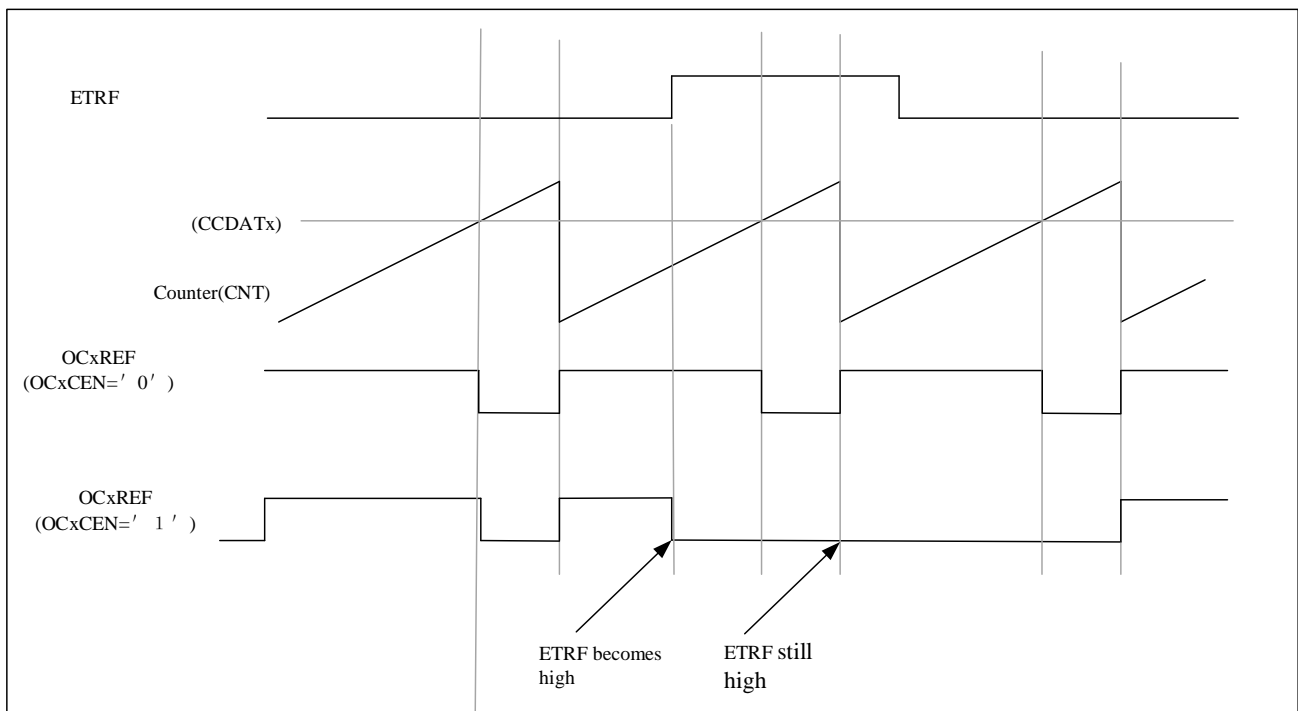 ETRF
(CCDATx)
Counter(CNT)
OCxREF
(OCxCEN=′ 0′ )
OCxREF
(OCxCEN=′ 1 ′ )
ETRF becomes
high
ETRF still
high